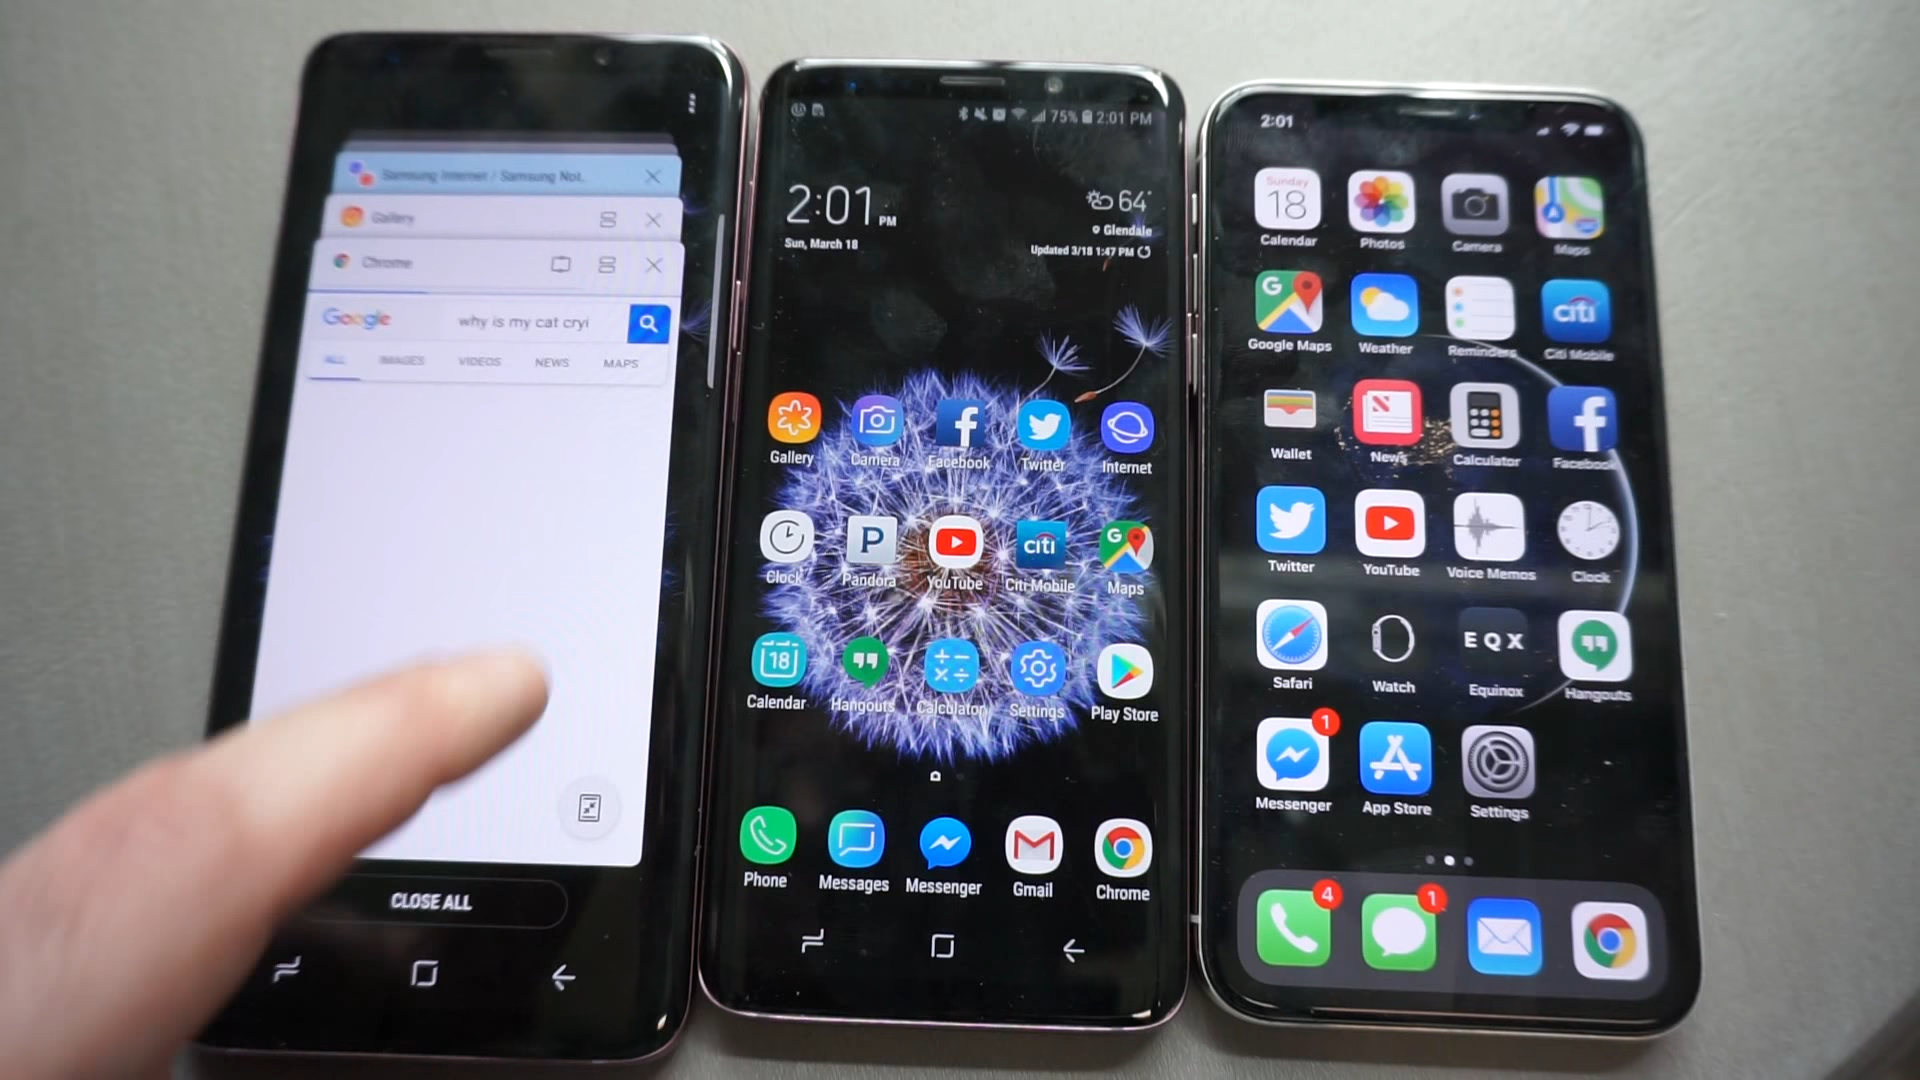 Samsung Internet / Samsung Not..
Gallery
Chrome
Google
why is my cat cryi
ALL IMAGES VIDEOS NEWS MAPS
CLOSE ALL
75% 2:01 PM
2:01 PM
Sun, March 18
64°
Glendale
Updated 3/18 1:47 PM
Gallery Camera Facebook Twitter Internet
P
citi
G
Clock Pandora YouTube Citi Mobile Maps
18
Calendar Hangouts Calculator Settings Play Store
Phone Messages Messenger Gmail Chrome
2:01
Sunday
18
Calendar Photos Camera Maps
G
citi
Google Maps Weather Reminders Citi Mobile
Wallet News Calculator Facebook
Twitter YouTube Voice Memos Clock
EQX
Safari Watch Equinox Hangouts
1
Messenger App Store Settings
4
1